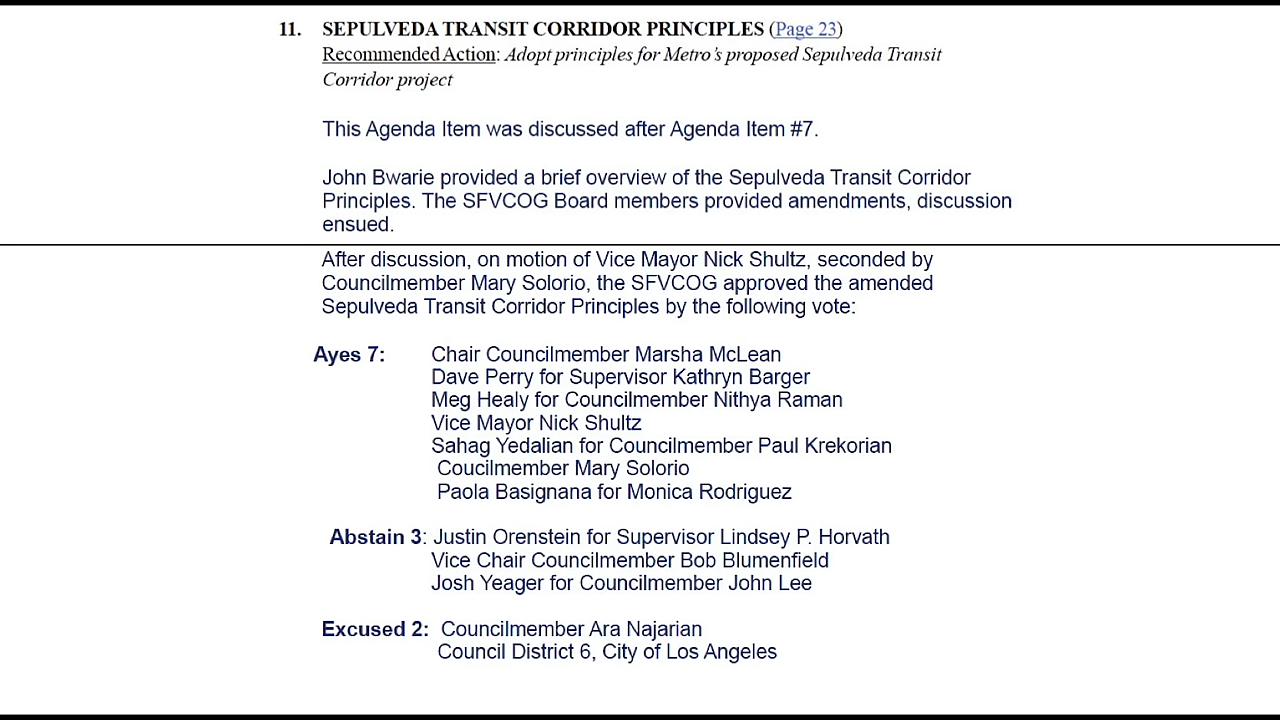 11. SEPULVEDA TRANSIT CORRIDOR PRINCIPLES (Page 23)
Recommended Action: Adopt principles for Metro's proposed Sepulveda Transit
Corridor project
This Agenda Item was discussed after Agenda Item #7.
John Bwarie provided a brief overview of the Sepulveda Transit Corridor
Principles. The SFVCOG Board members provided amendments, discussion
ensued.
After discussion, on motion of Vice Mayor Nick Shultz, seconded by
Councilmember Mary Solorio, the SFVCOG approved the amended
Sepulveda Transit Corridor Principles by the following vote:
Ayes 7: Chair Councilmember Marsha McLean
Dave Perry for Supervisor Kathryn Barger
Meg Healy for Councilmember Nithya Raman
Vice Mayor Nick Shultz
Sahag Yedalian for Councilmember Paul Krekorian
Coucilmember Mary Solorio
Paola Basignana for Monica Rodriguez
Abstain 3: Justin Orenstein for Supervisor Lindsey P. Horvath
Vice Chair Councilmember Bob Blumenfield
Josh Yeager for Councilmember John Lee
Excused 2: Councilmember Ara Najarian
Council District 6, City of Los Angeles